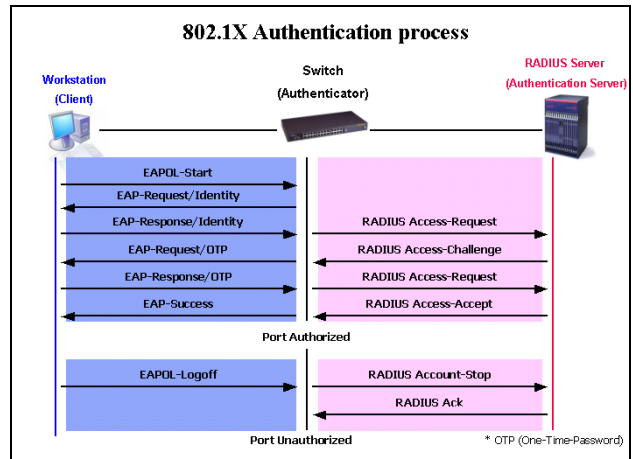 802.1X Authentication process
Workstation
(Client)
Switch
(Authenticator)
RADIUS Server
(Authentication Server)
EAPOL-Start
EAP-Request/Identity
EAP-Response/Identity
RADIUS Access-Request
EAP-Request/OTP
RADIUS Access-Challenge
EAP-Response/OTP
RADIUS Access-Request
EAP-Success
RADIUS Access-Accept
Port Authorized
EAPOL-Logoff
RADIUS Account-Stop
RADIUS Ack
Port Unauthorized
* OTP (One-Time-Password)